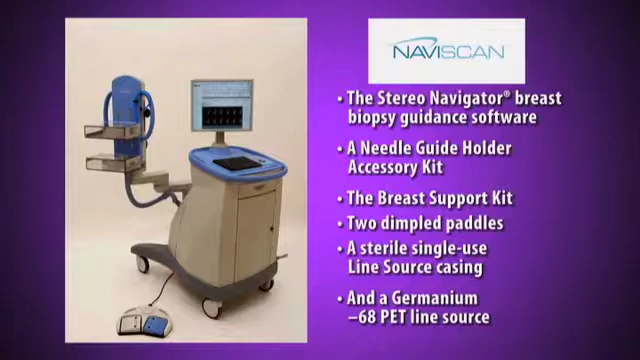 NAVISCAN
• The Stereo Navigator® breast
biopsy guidance software
• A Needle Guide Holder
Accessory Kit
• The Breast Support Kit
• Two dimpled paddles
• A sterile single-use
Line Source casing
• And a Germanium
–68 PET line source